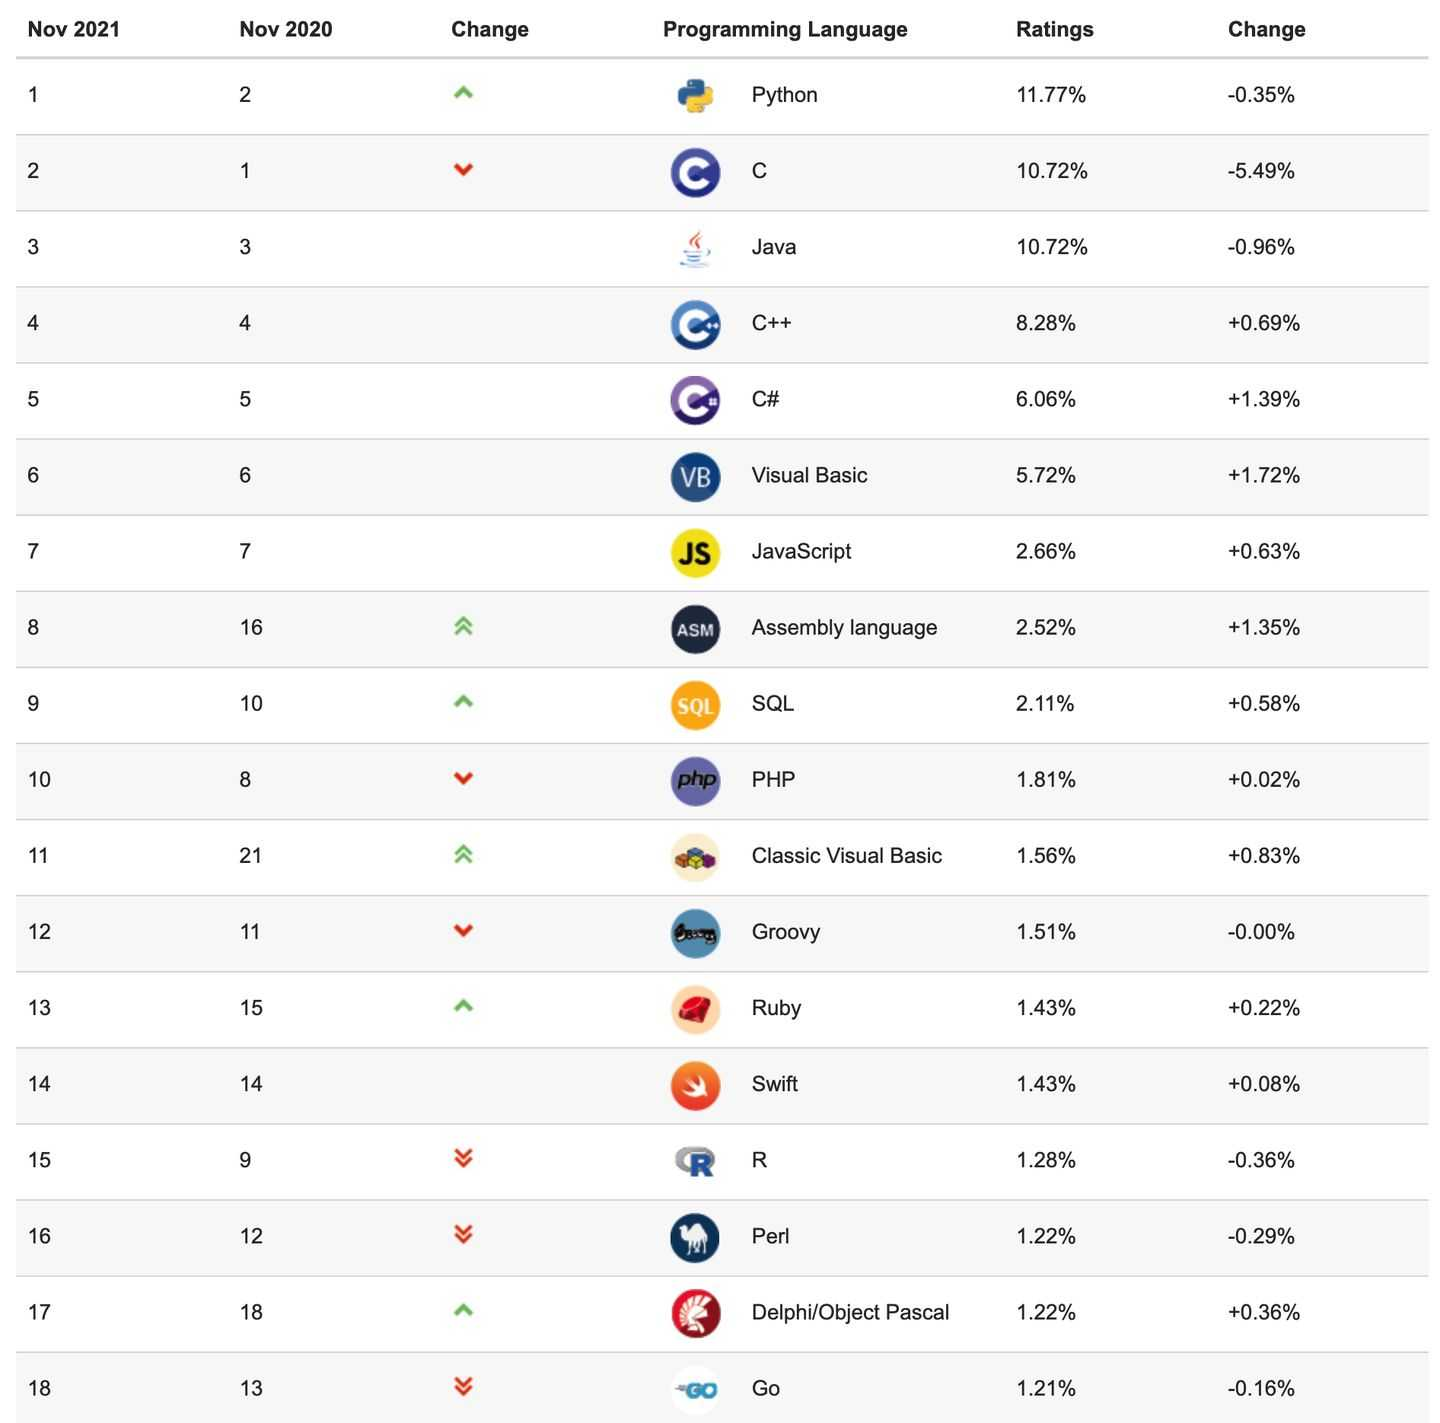 Nov 2021 Nov 2020 Change Programming Language Ratings Change
1 2 Python 11.77% -0.35%
2 1 C C 10.72% -5.49%
3 3 Java 10.72% -0.96%
4 4 C++ C++ 8.28% +0.69%
5 5 C# C# 6.06% +1.39%
6 6 VB Visual Basic 5.72% +1.72%
7 7 JS JavaScript 2.66% +0.63%
8 16 ASM Assembly language 2.52% +1.35%
9 10 SQL SQL 2.11% +0.58%
10 8 php PHP 1.81% +0.02%
11 21 Classic Visual Basic 1.56% +0.83%
12 11 Groovy 1.51% -0.00%
13 15 Ruby 1.43% +0.22%
14 14 Swift 1.43% +0.08%
15 9 R R 1.28% -0.36%
16 12 Perl 1.22% -0.29%
17 18 Delphi/Object Pascal 1.22% +0.36%
18 13 GO Go 1.21% -0.16%